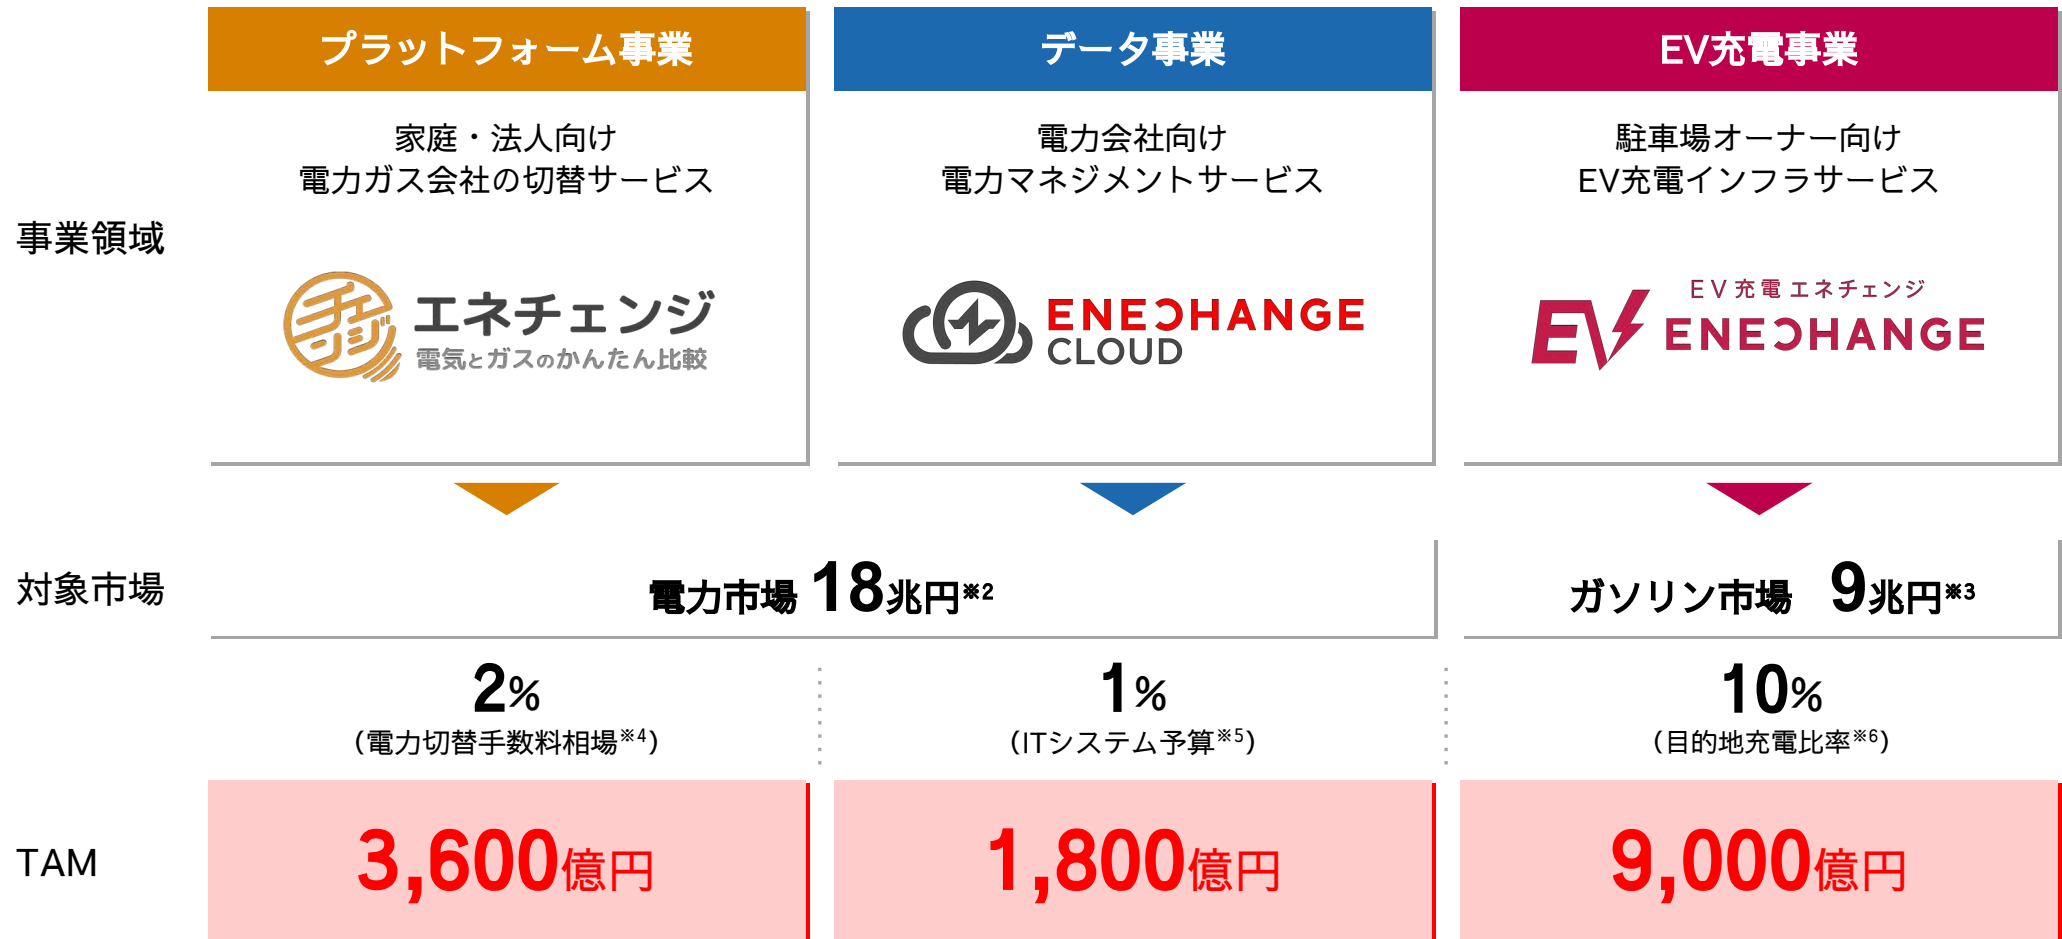 プラットフォーム事業
データ事業
EV充電事業
事業領域
家庭・法人向け
電力ガス会社の切替サービス
チェンジ
エネチェンジ
電気とガスのかんたん比較
電力会社向け
電力マネジメントサービス
ENECHANGE
CLOUD
駐車場オーナー向け
EV充電インフラサービス
EV
EV充電エネチェンジ
ENECHANGE
対象市場
電力市場 18兆円※2
ガソリン市場 9兆円※3
2%
（電力切替手数料相場※4）
1%
（ITシステム予算※5）
10%
（目的地充電比率※6）
TAM
3,600億円
1,800億円
9,000億円